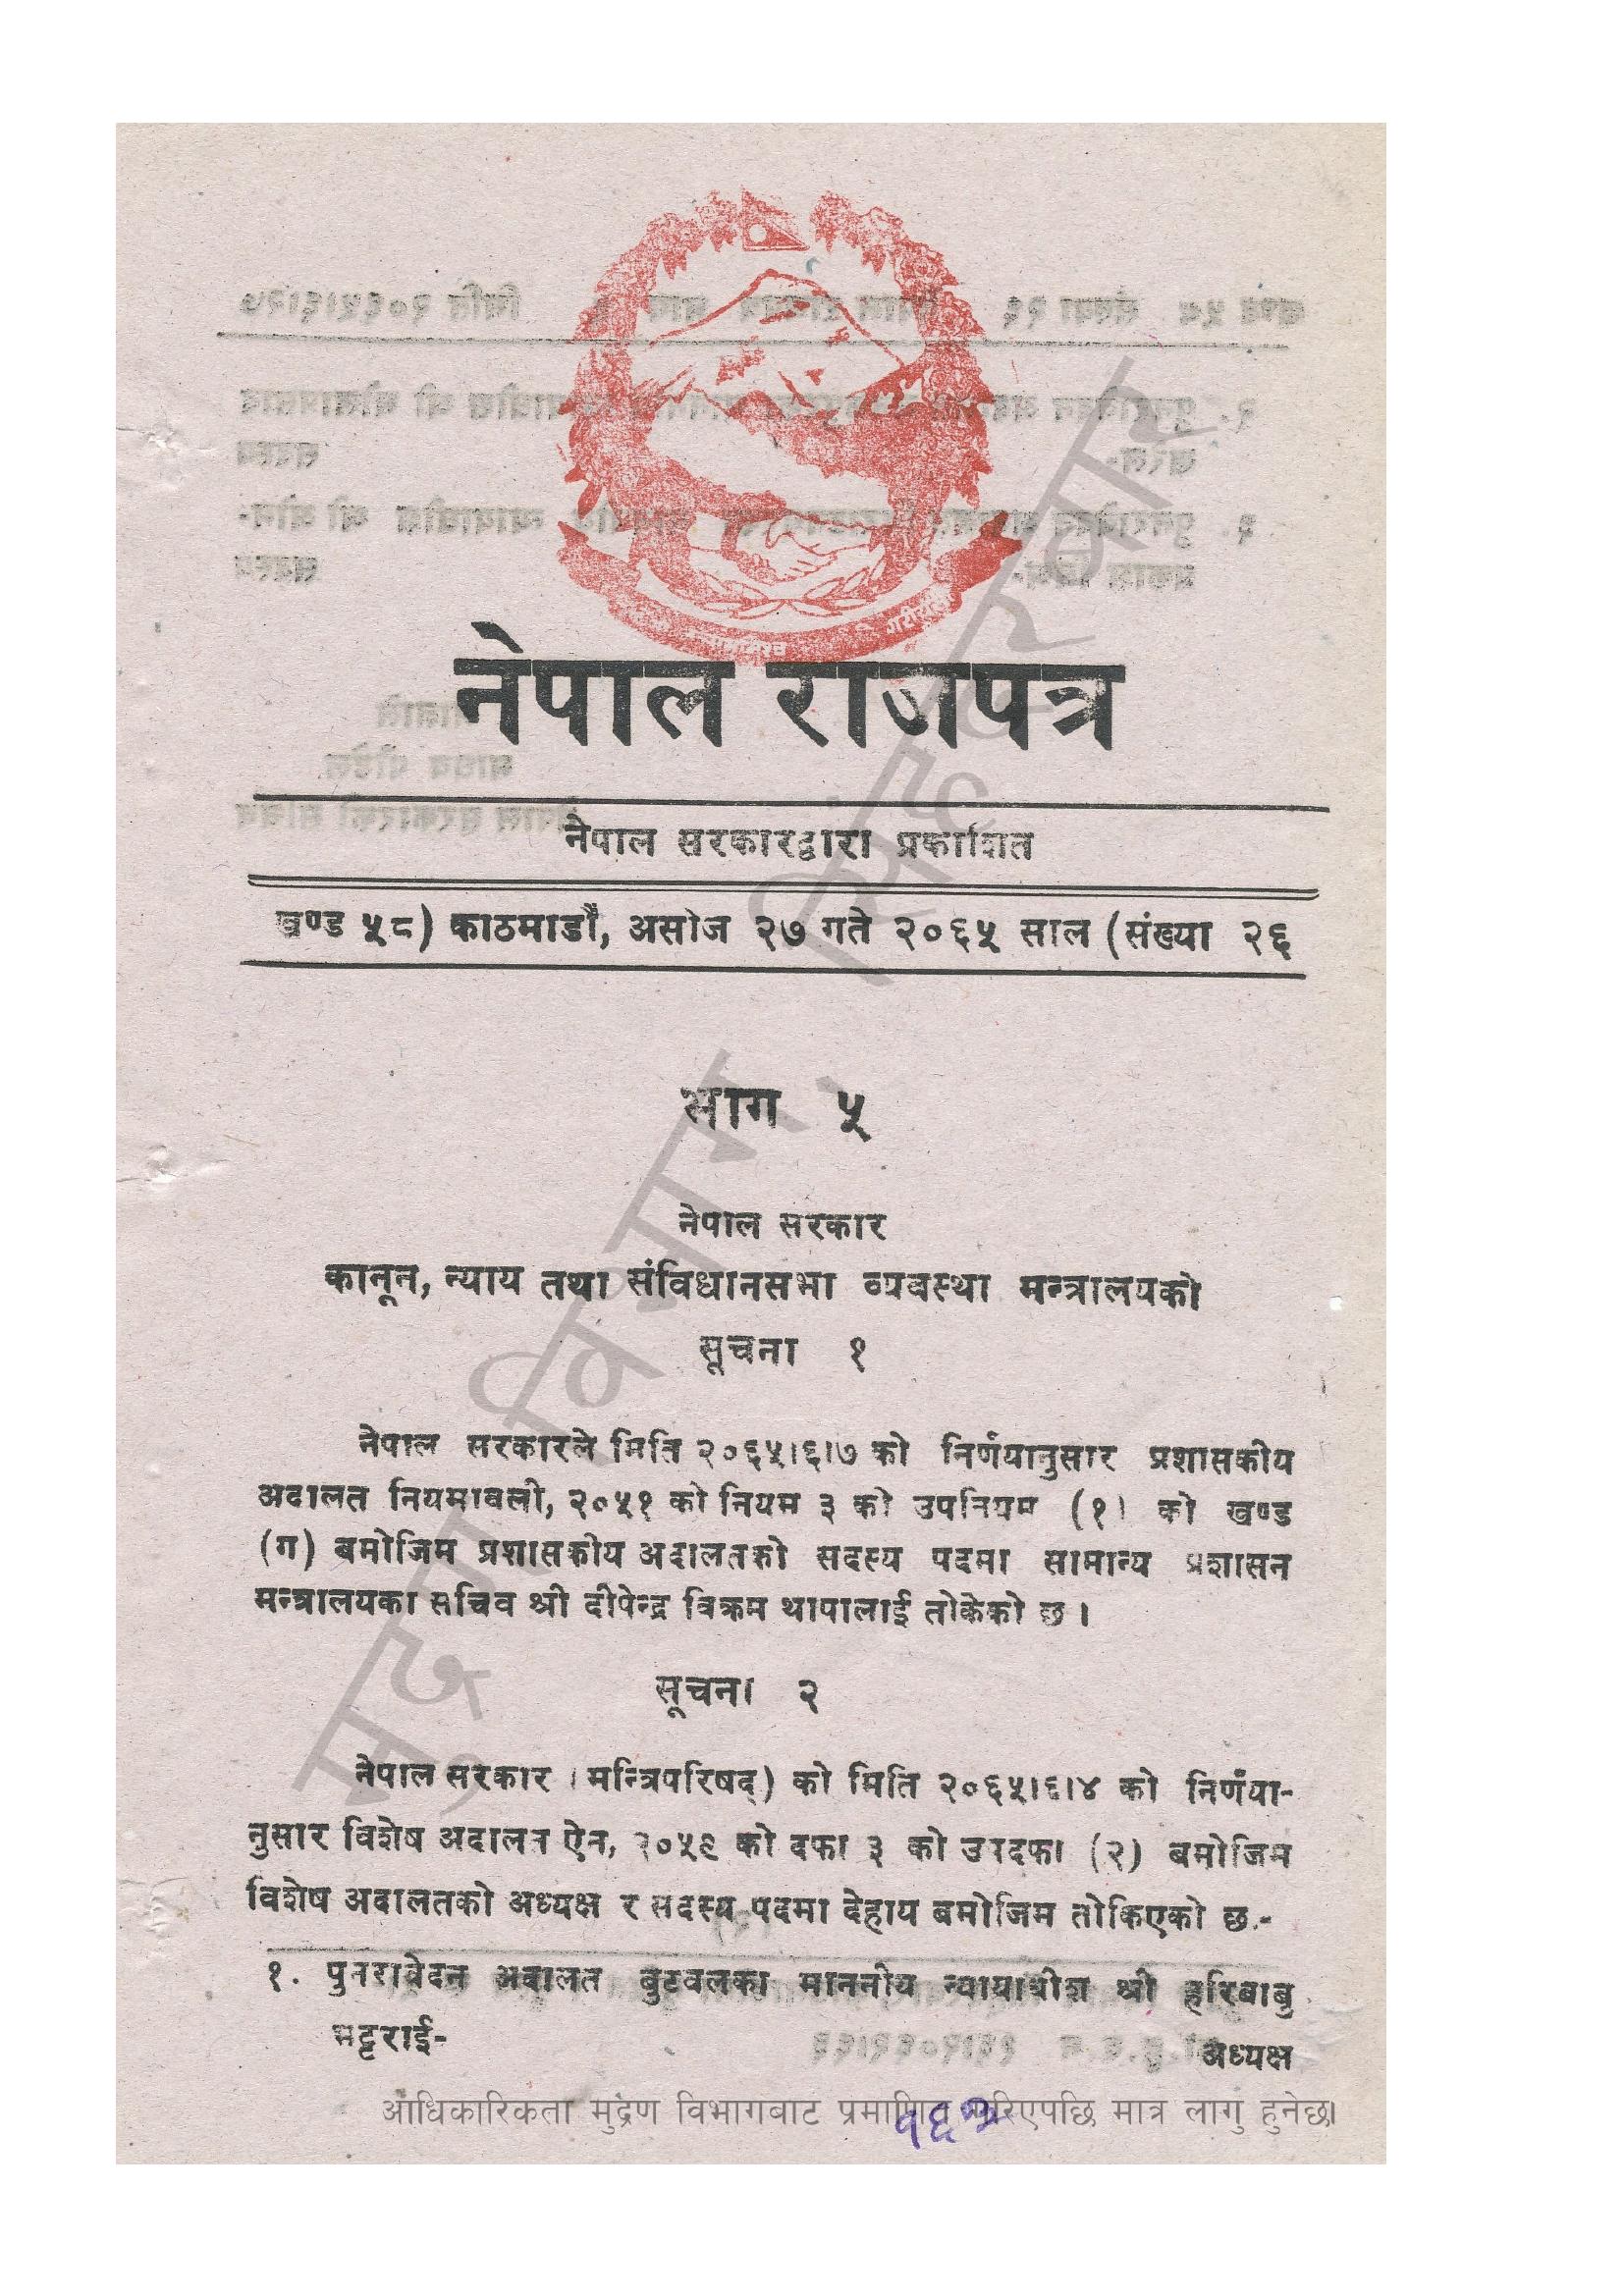 नेपाल राजपत्र
नेपाल सरकारद्वारा प्रकाशित
खण्ड ५८) काठमाडौं, असोज २७ गते २०६५ साल (संख्या २६
भाग ५
नेपाल सरकार
कानून, न्याय तथा संविधानसभा व्यवस्था मन्त्रालयको
सूचना १
नेपाल सरकारले मिति २०६५।६।७ को निर्णयानुसार प्रशासकीय
अदालत नियमावली, २०५१ को नियम ३ को उपनियम (१) को खण्ड
(ग) बमोजिम प्रशासकीय अदालतको सदस्य पदमा सामान्य प्रशासन
मन्त्रालयका सचिव श्री दीपेन्द्र विक्रम थापालाई तोकेको छ ।
सूचना २
नेपाल सरकार (मन्त्रिपरिषद्) को मिति २०६५।६।४ को निर्णया-
नुसार विशेष अदालत ऐन, २०५९ को दफा ३ को उपदफा (२) बमोजिम
विशेष अदालतको अध्यक्ष र सदस्य पदमा देहाय बमोजिम तोकिएको छ.-
१. पुनरावेदन अदालत बुटवलका माननीय न्यायाधीश श्री हरिबाबु
भट्टराई-
अध्यक्ष
आधिकारिकता मुद्रण विभागबाट प्रमाणित गरिएपछि मात्र लागु हुनेछ।
मुद्रण विभाग, सिंहदरबार